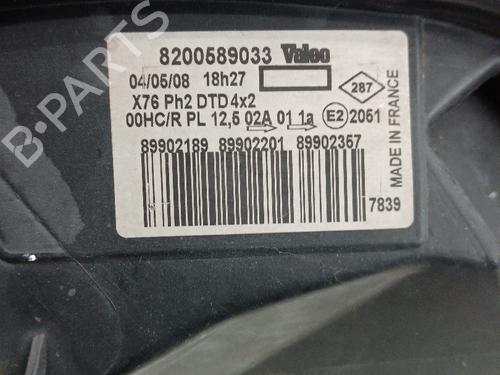 8200589033 Valeo
04/05/08 18h27
287
X76 Ph2 DTD 4x2
00HC/R PL 12,5 02A 01 1a E2 2051
89902189 89902201 89902357
7839
MADE IN FRANCE
B-PARTS